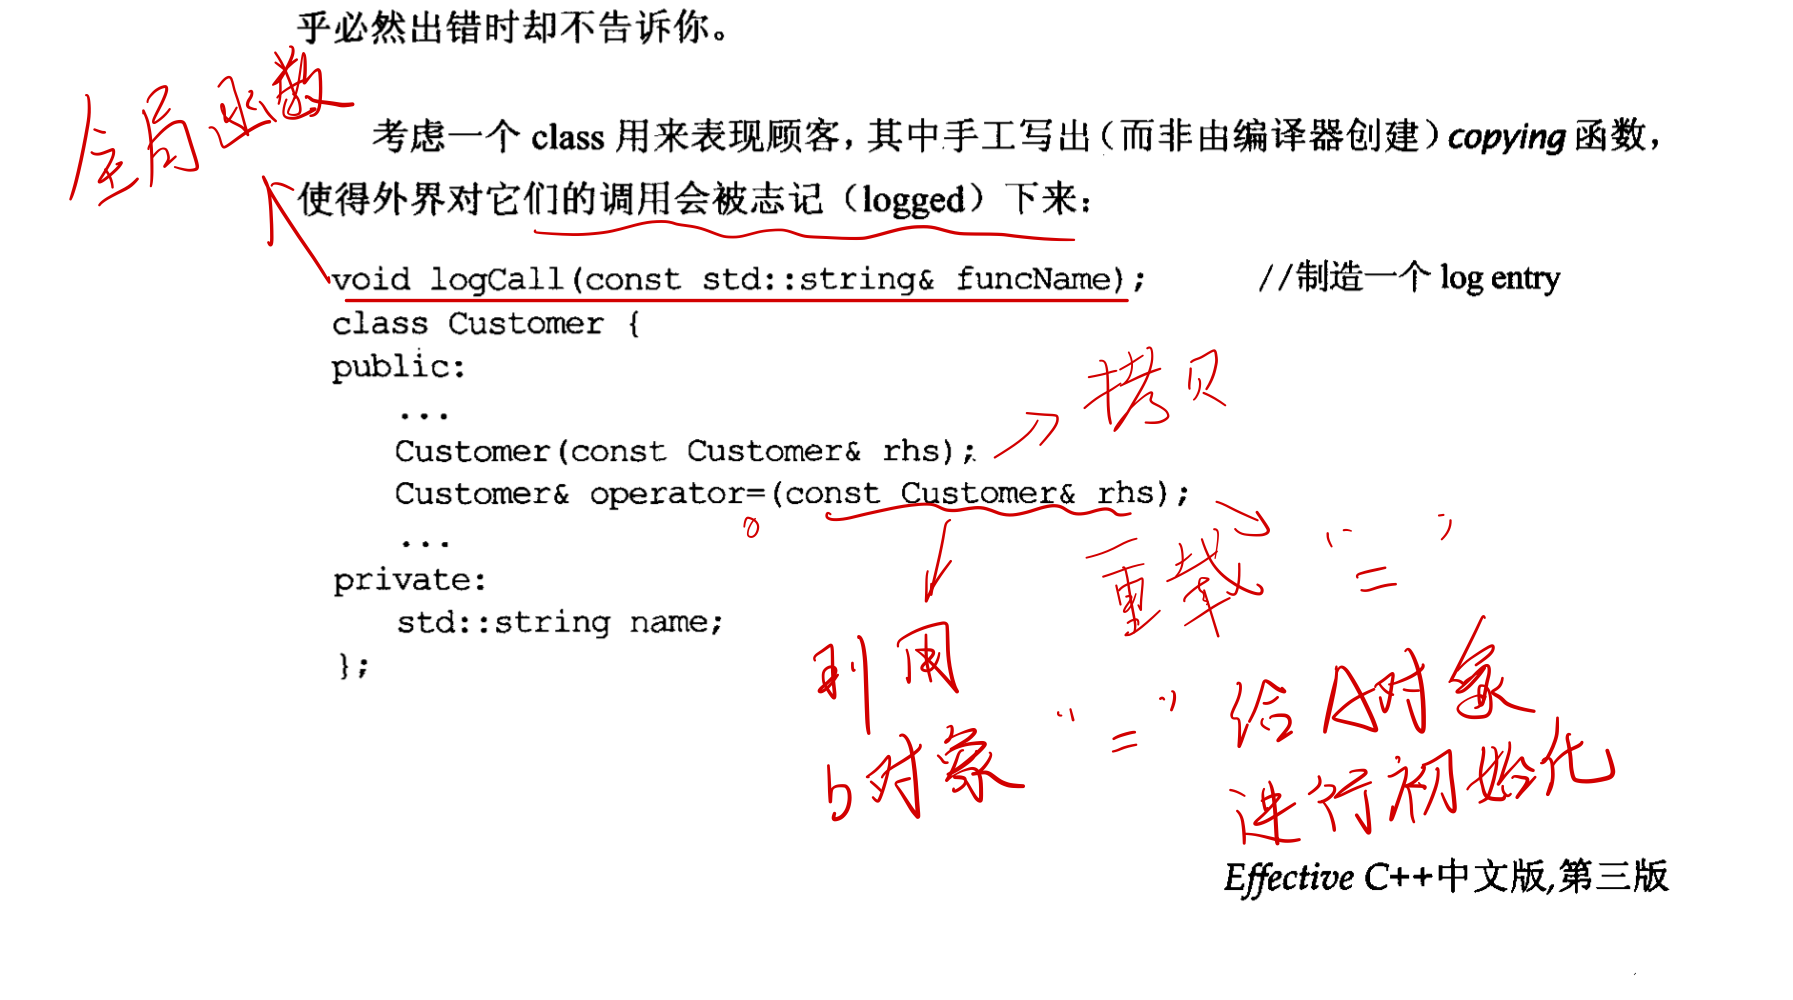 乎必然出错时却不告诉你。
全局函数
考虑一个 class 用来表现顾客，其中手工写出（而非由编译器创建）copying 函数，
使得外界对它们的调用会被志记（logged）下来：
void logCall(const std::string& funcName); //制造一个 log entry
class Customer {
public:
...
拷贝
Customer(const Customer& rhs);
Customer& operator=(const Customer& rhs);
...
重载 “=”
private:
std::string name;
};
利用
b对象 “=” 给A对象
进行初始化
Effective C++中文版,第三版